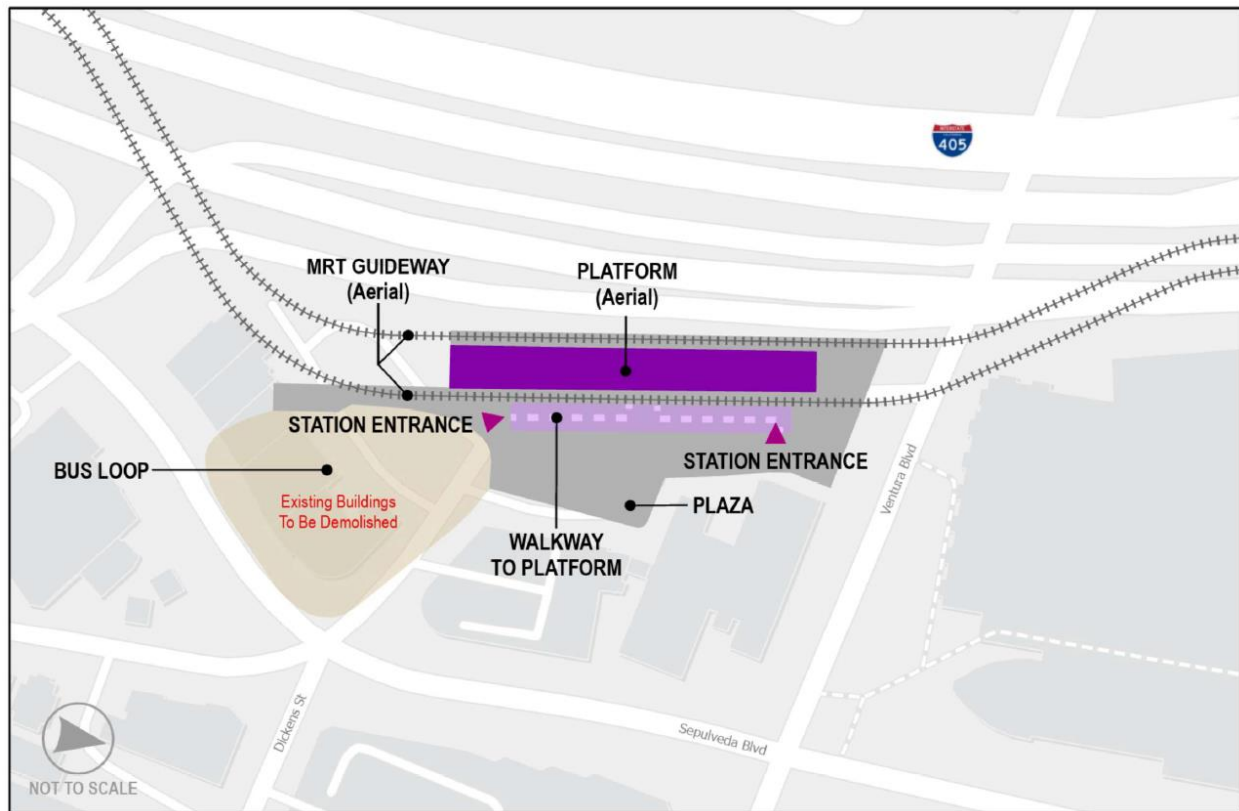 INTERSTATE
405
MRT GUIDEWAY
(Aerial)
PLATFORM
(Aerial)
STATION ENTRANCE
STATION ENTRANCE
BUS LOOP
Existing Buildings
To Be Demolished
PLAZA
WALKWAY
TO PLATFORM
Ventura Blvd
Sepulveda Blvd
Dickens St
NOT TO SCALE